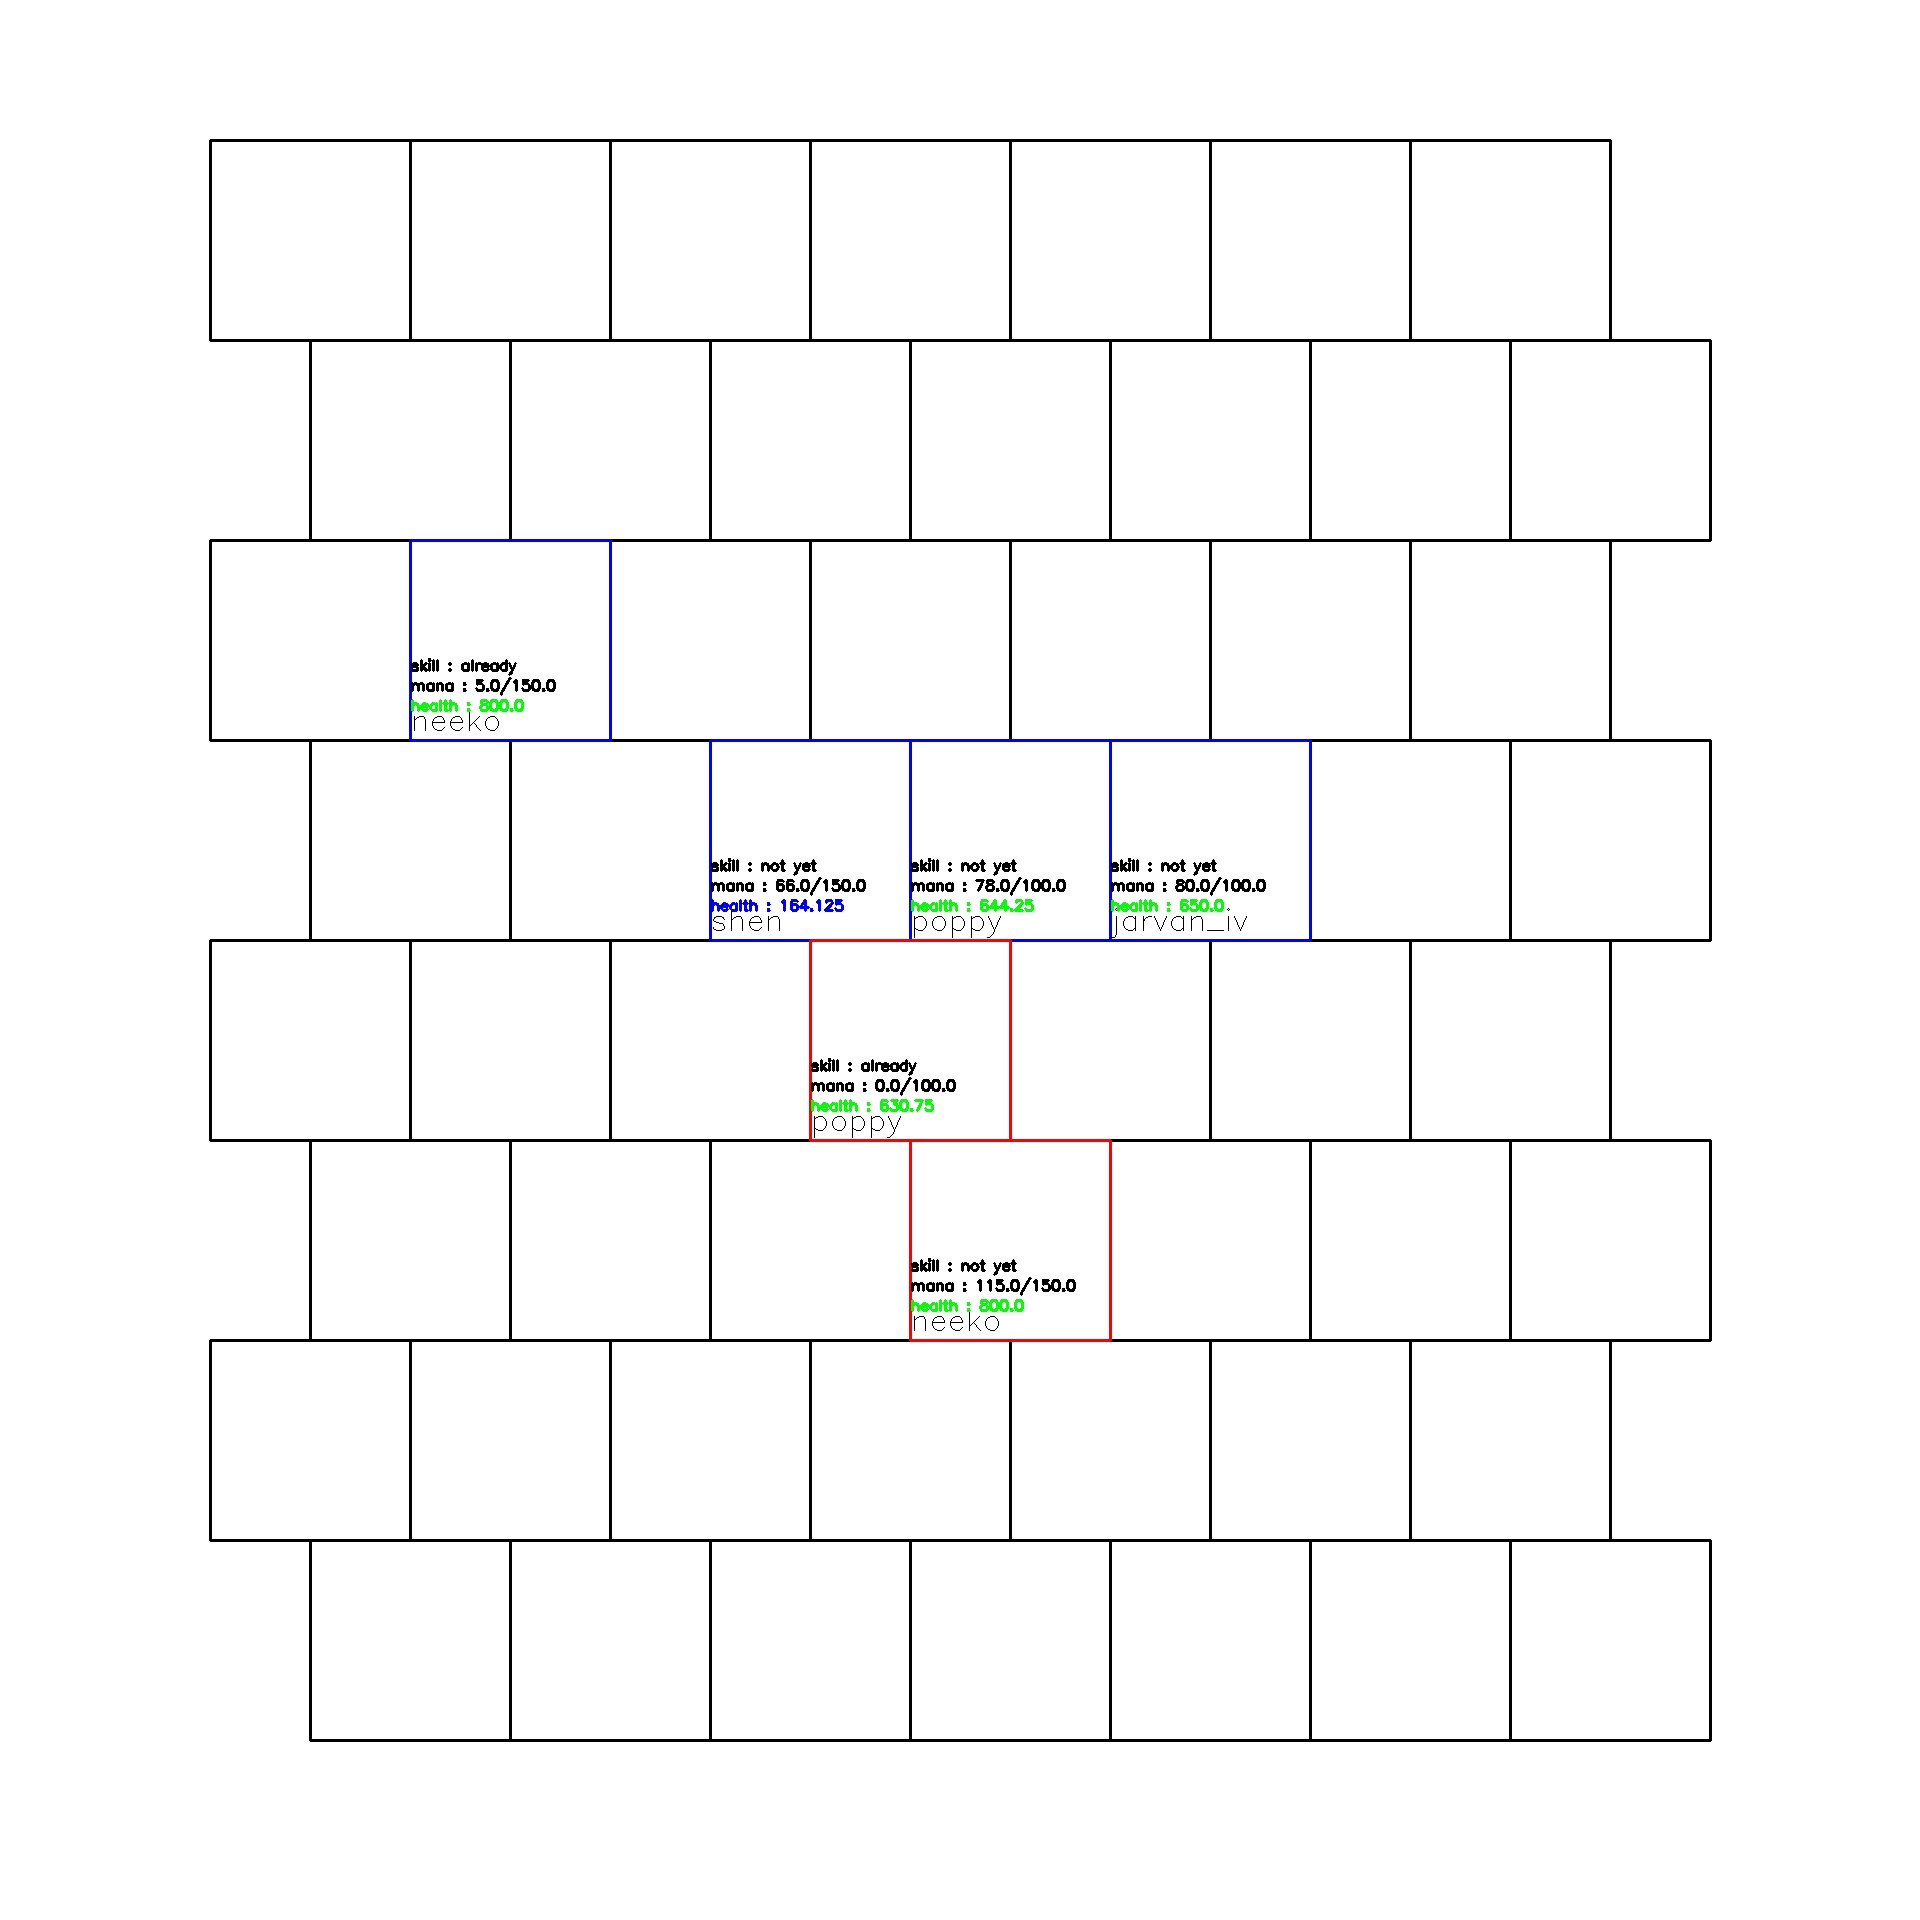 skill : already
mana : 5.0/150.0
health : 800.0
neeko
skill : not yet
mana : 66.0/150.0
health : 164.125
shen
skill : not yet
mana : 78.0/100.0
health : 644.25
poppy
skill : not yet
mana : 80.0/100.0
health : 650.0
jarvan_iv
skill : already
mana : 0.0/100.0
health : 630.75
poppy
skill : not yet
mana : 115.0/150.0
health : 800.0
neeko